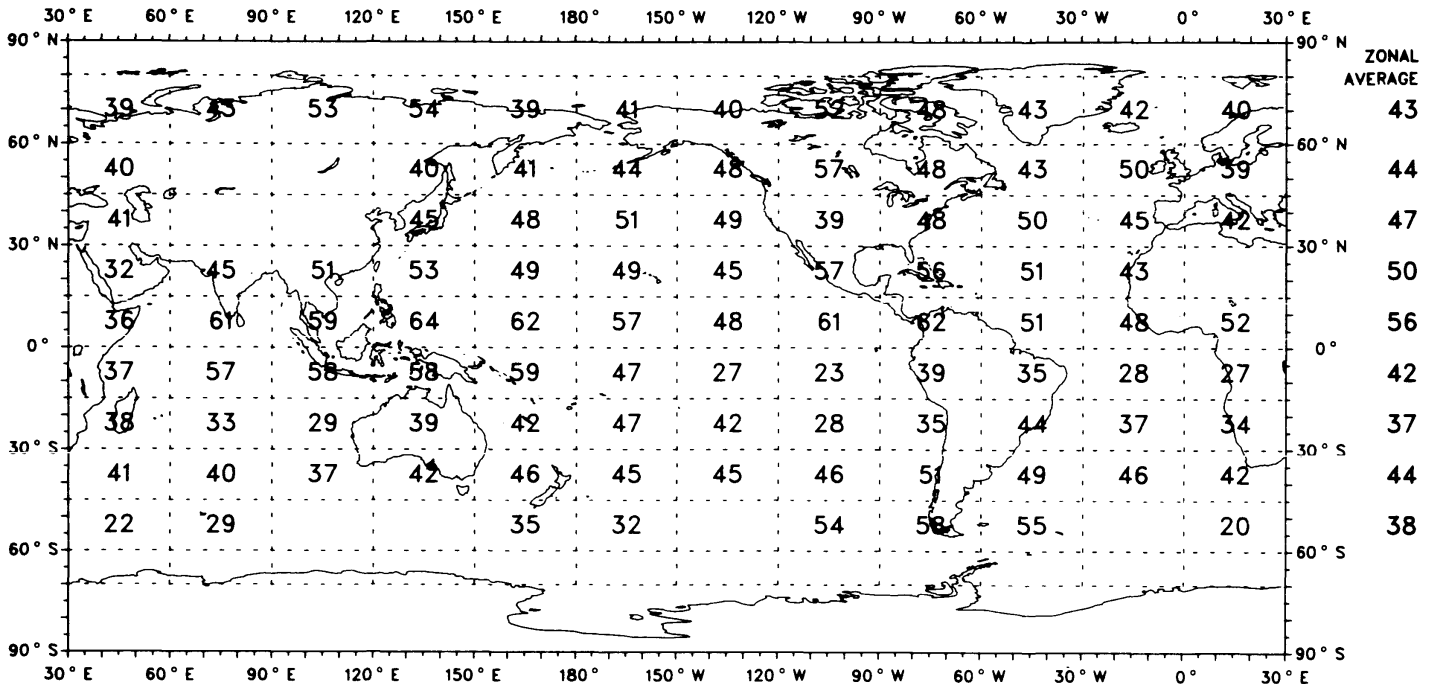 30° E 60° E 90° E 120° E 150° E 180° 150° W 120° W 90° W 60° W 30° W 0° 30° E
90° N 90° N
ZONAL
AVERAGE
39 53 54 39 41 40 52 48 43 42 40 43
60° N 60° N
40 40 41 44 48 57 48 43 50 39 44
41 45 48 51 49 39 48 50 45 42 47
30° N 30° N
32 45 51 53 49 49 45 57 56 51 43 50
36 61 59 64 62 57 48 61 62 51 48 52 56
0° 0°
37 57 58 58 59 47 27 23 39 35 28 27 42
38 33 29 39 42 47 42 28 35 44 37 34 37
30° S 30° S
41 40 37 42 46 45 45 46 51 49 46 42 44
22 29 35 32 54 58 55 20 38
60° S 60° S
90° S 90° S
30° E 60° E 90° E 120° E 150° E 180° 150° W 120° W 90° W 60° W 30° W 0° 30° E